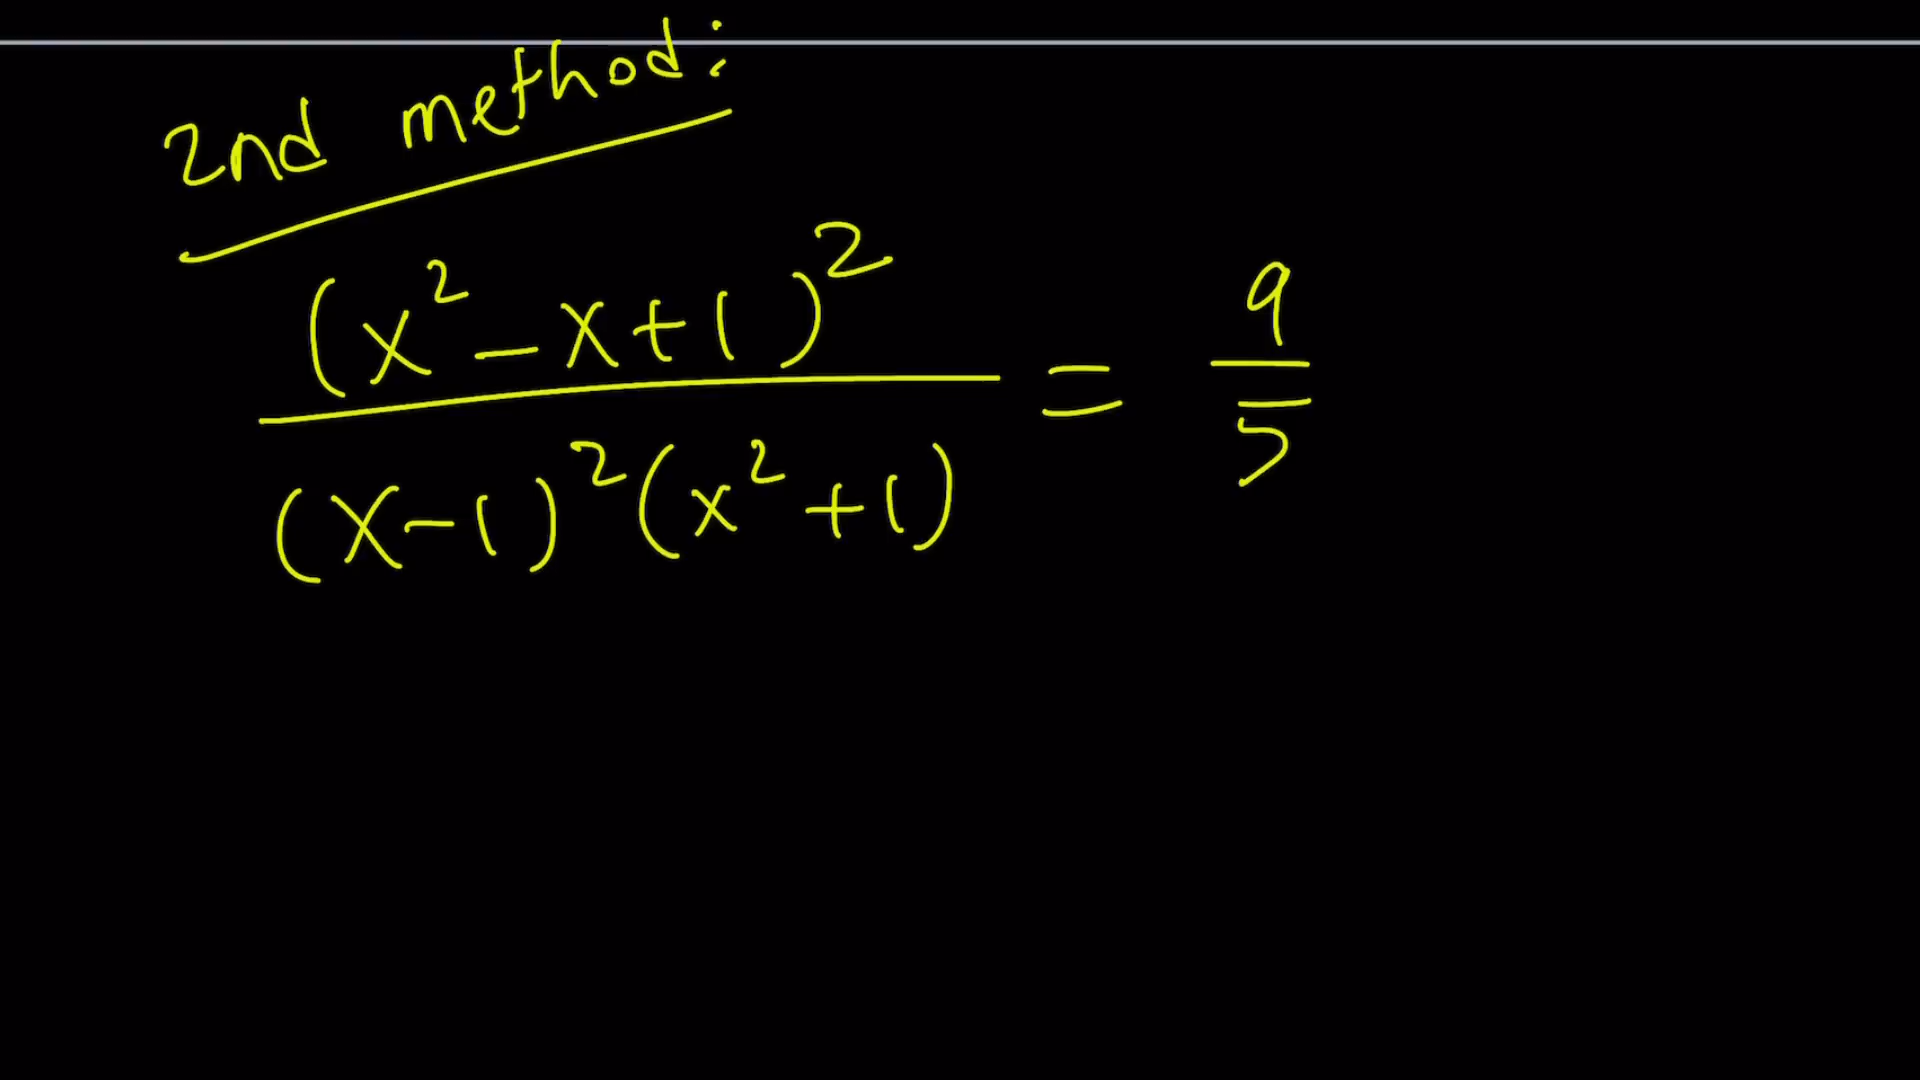 2nd method:
(x² - x + 1)² / (x - 1)² (x² + 1) = 9/5